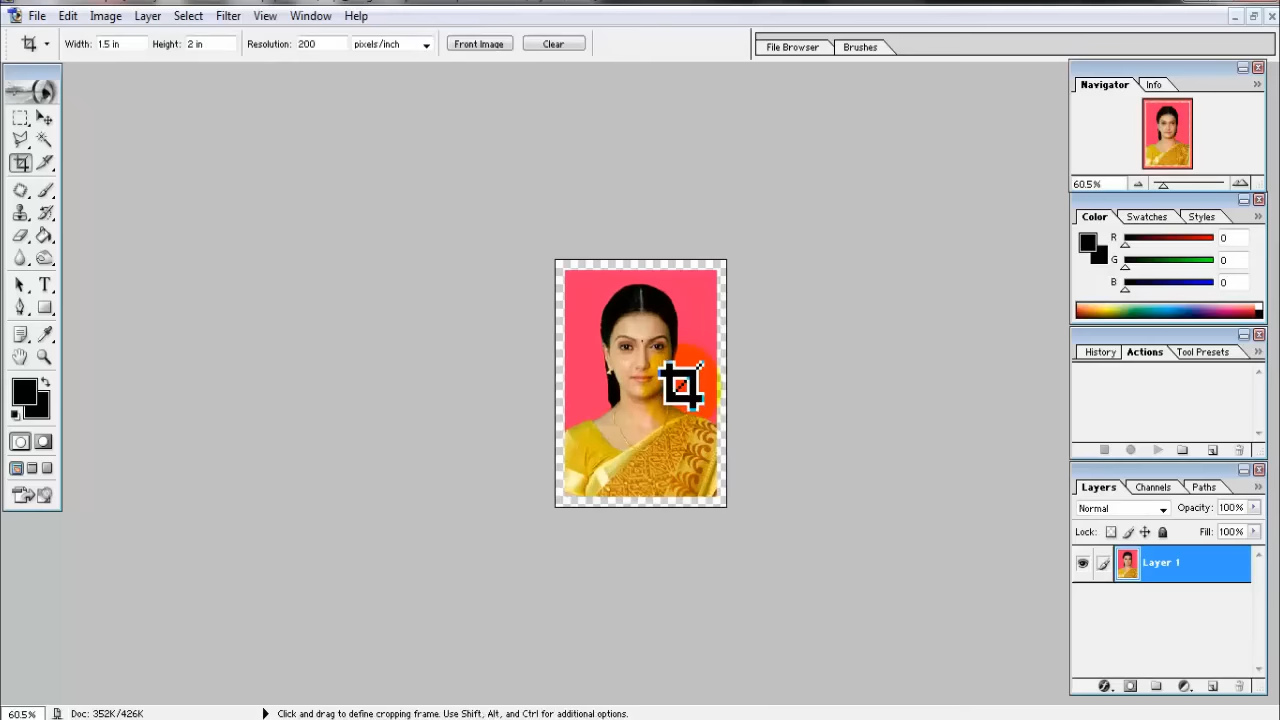 File Edit Image Layer Select Filter View Window Help
Width: 1.5 in Height: 2 in Resolution: 200 pixels/inch Front Image Clear File Browser Brushes
Navigator Info
60.5%
Color Swatches Styles
R 0
G 0
B 0
History Actions Tool Presets
Layers Channels Paths
Normal Opacity: 100%
Lock: Fill: 100%
Layer 1
T
60.5% Doc: 352K/426K Click and drag to define cropping frame. Use Shift, Alt, and Ctrl for additional options.